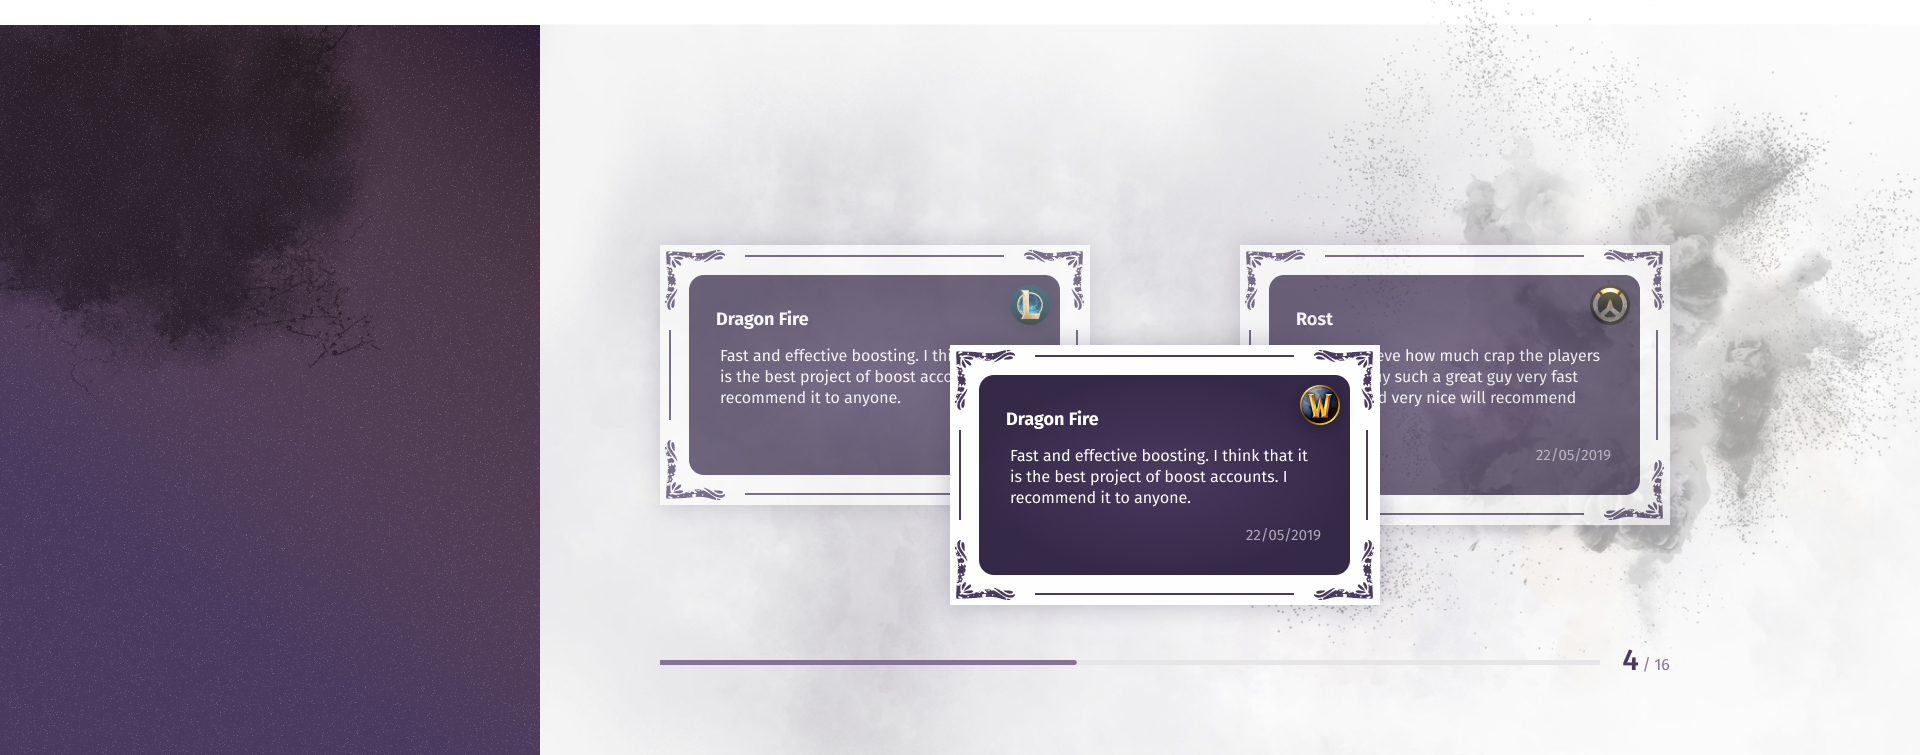 Dragon Fire
Fast and effective boosting. I thi
is the best project of boost acco
recommend it to anyone.
Rost
eve how much crap the players
such a great guy very fast
very nice will recommend
22/05/2019
Dragon Fire
Fast and effective boosting. I think that it
is the best project of boost accounts. I
recommend it to anyone.
22/05/2019
4 / 16